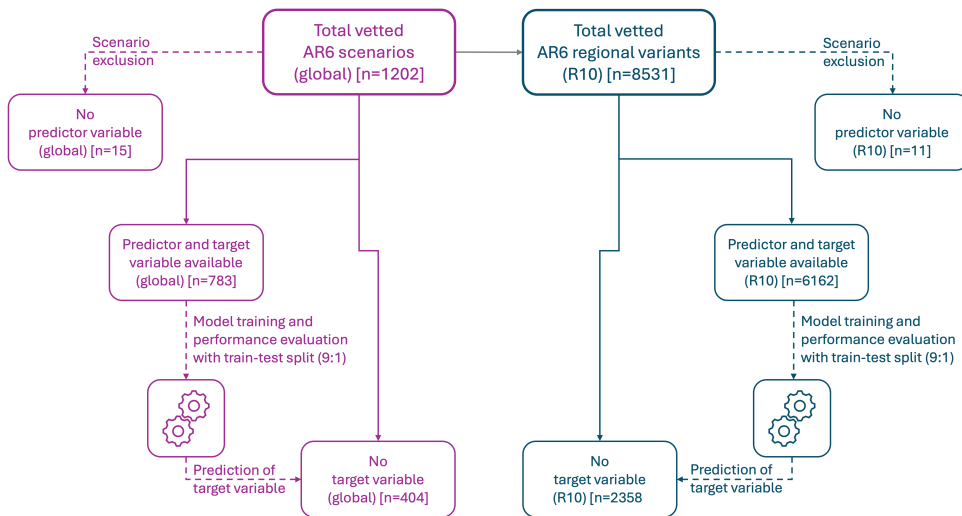 Total vetted
AR6 scenarios
(global) [n=1202]
Total vetted
AR6 regional variants
(R10) [n=8531]
Scenario
exclusion
Scenario
exclusion
No
predictor variable
(global) [n=15]
No
predictor variable
(R10) [n=11]
Predictor and target
variable available
(global) [n=783]
Predictor and target
variable available
(R10) [n=6162]
Model training and
performance evaluation
with train-test split (9:1)
Model training and
performance evaluation
with train-test split (9:1)
Prediction of
target variable
No
target variable
(global) [n=404]
No
target variable
(R10) [n=2358
Prediction of
target variable